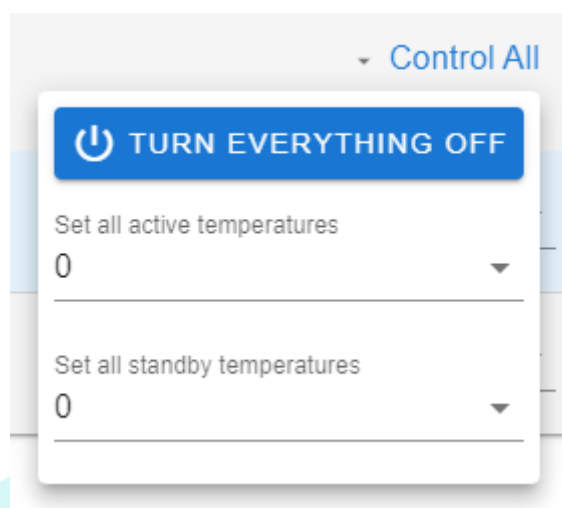 Control All
TURN EVERYTHING OFF
Set all active temperatures
0
Set all standby temperatures
0